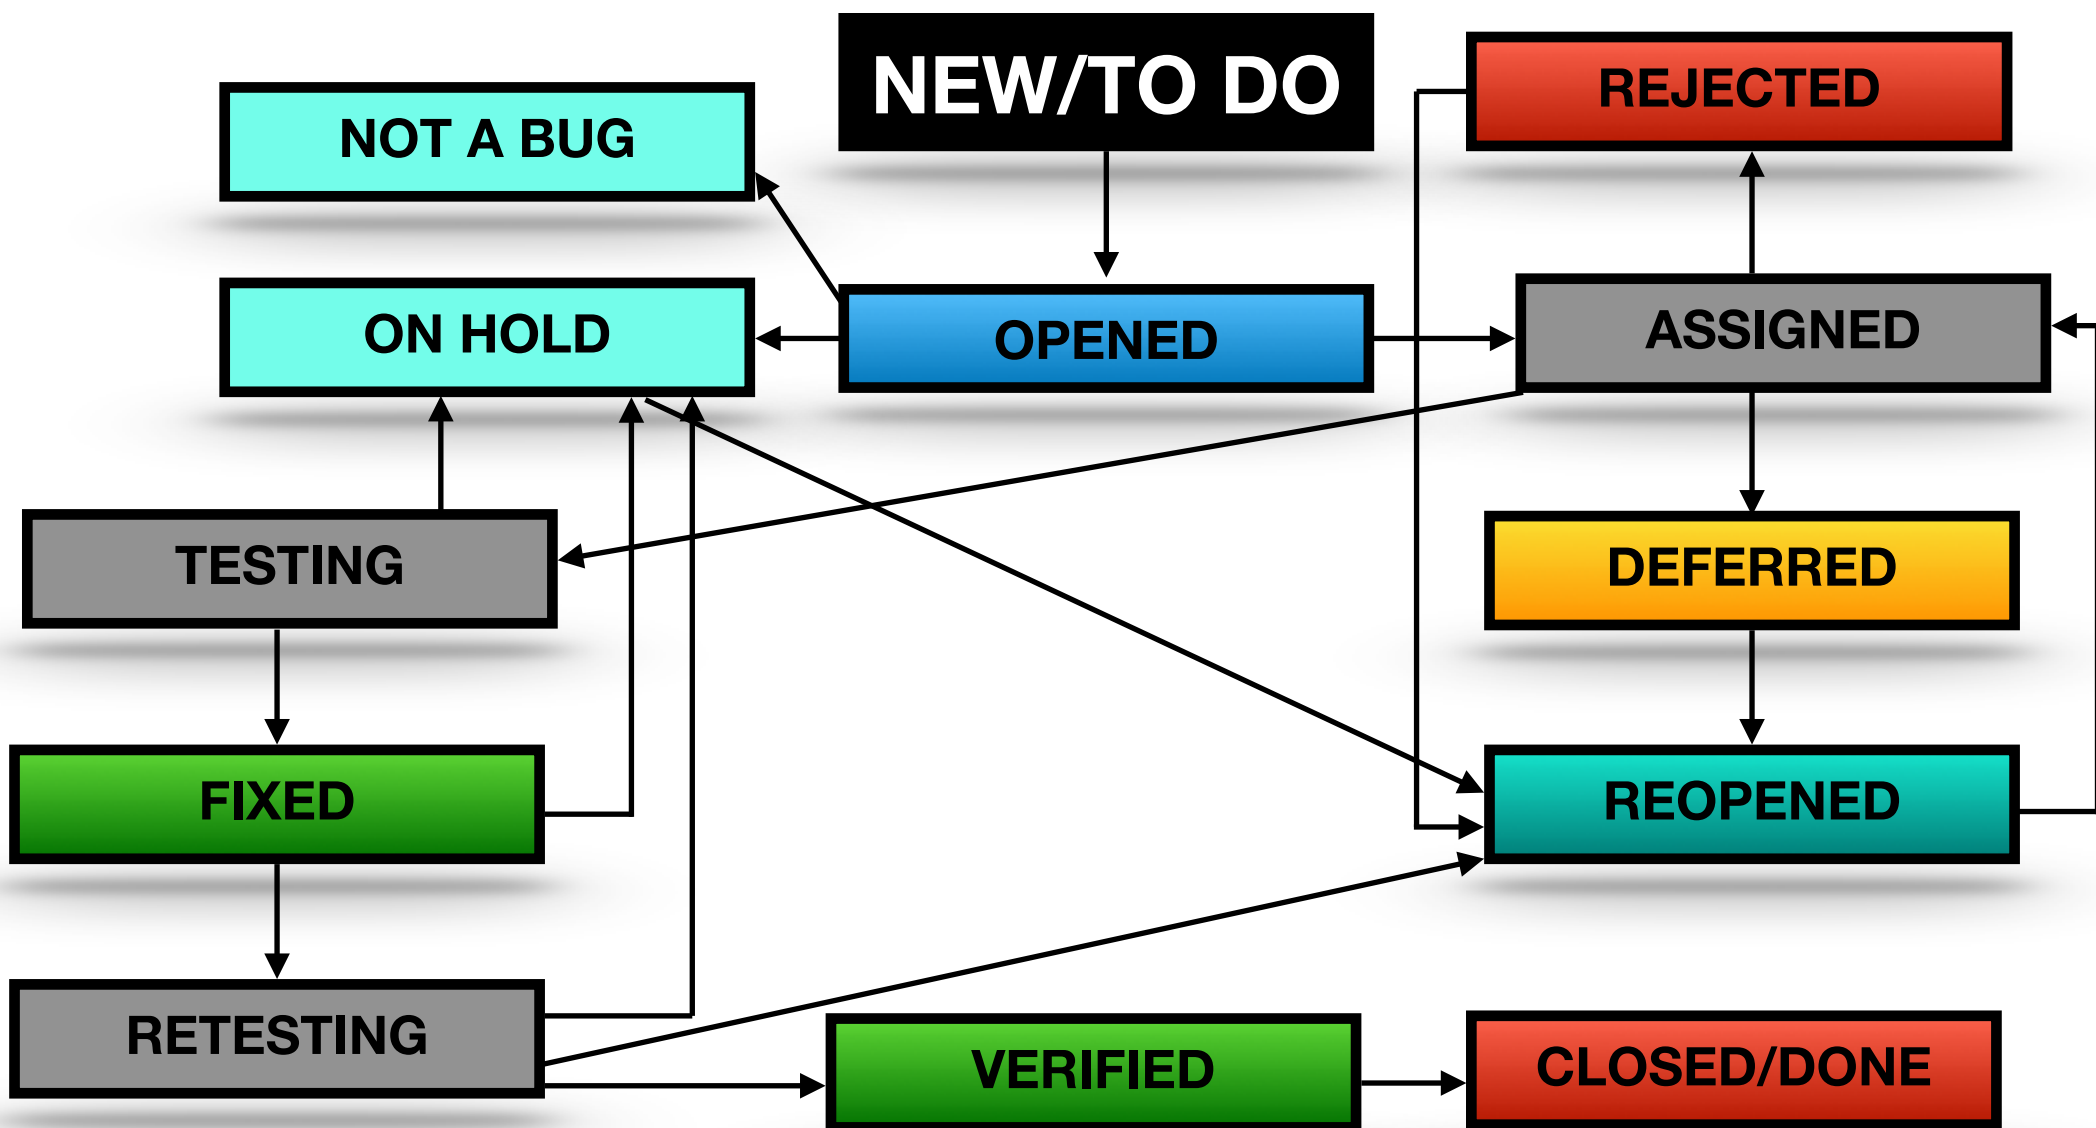 NEW/TO DO
REJECTED
NOT A BUG
ON HOLD
OPENED
ASSIGNED
TESTING
DEFERRED
FIXED
REOPENED
RETESTING
VERIFIED
CLOSED/DONE